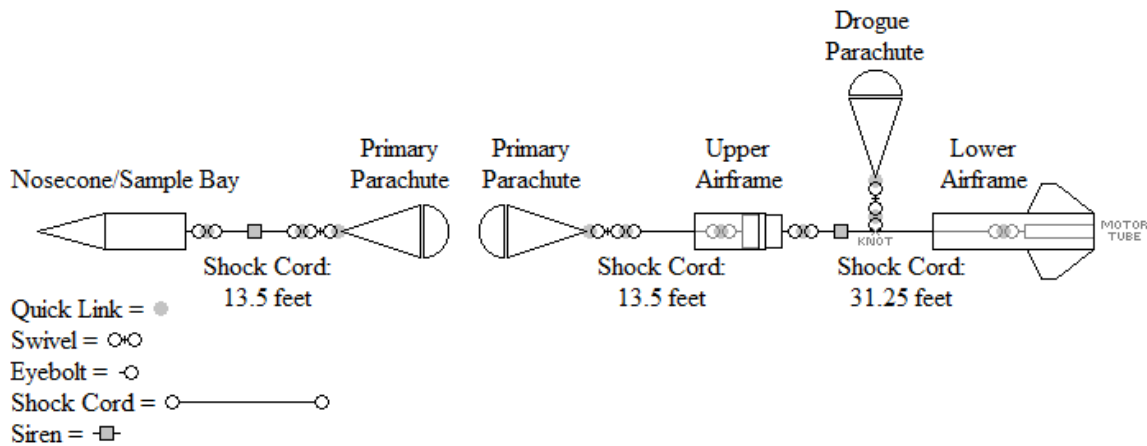 Drogue
Parachute
Primary
Parachute
Primary
Parachute
Upper
Airframe
Lower
Airframe
Nosecone/Sample Bay
MOTOR
TUBE
KNOT
Shock Cord:
13.5 feet
Shock Cord:
13.5 feet
Shock Cord:
31.25 feet
Quick Link =
Swivel =
Eyebolt =
Shock Cord =
Siren =